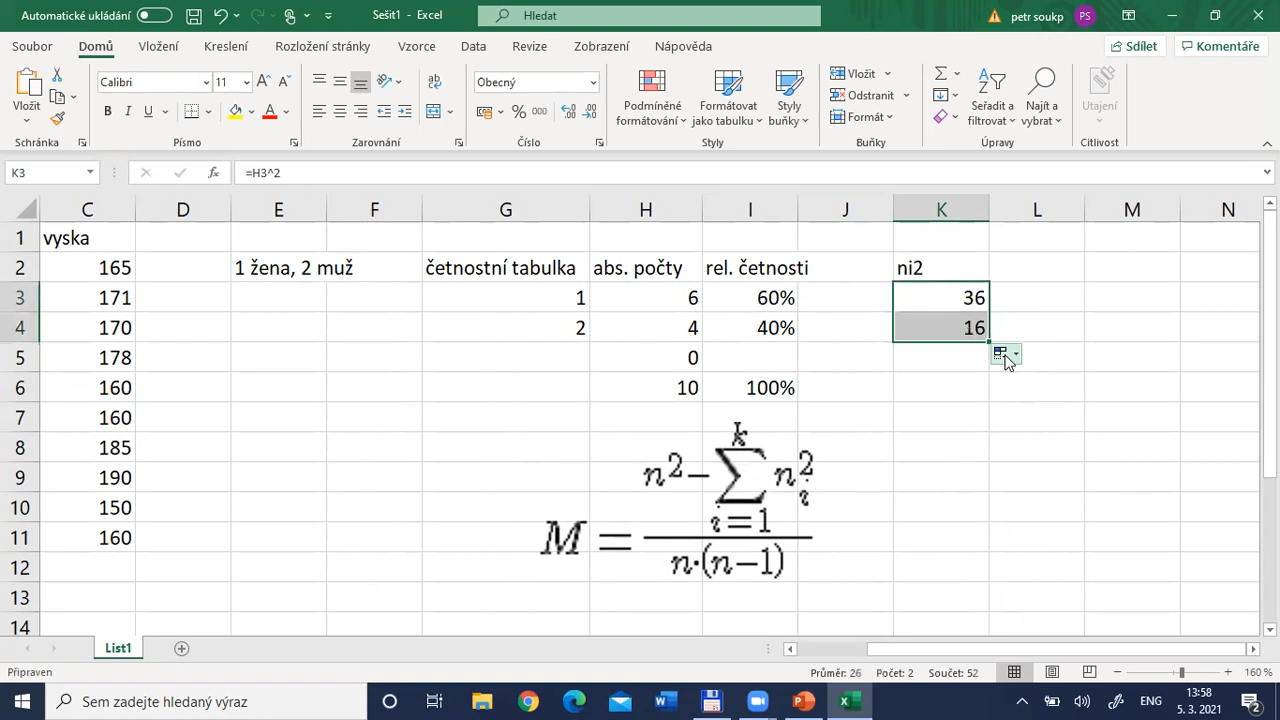 Automatické ukládání
Sešit1 - Excel
Hledat
petr soukp
PS
Soubor Domů Vložení Kreslení Rozložení stránky Vzorce Data Revize Zobrazení Nápověda
Sdílet Komentáře
Vložit
Calibri 11
B I U
Obecný
% 000
Podmíněné formátování
Formátovat jako tabulku
Styly buňky
Vložit
Odstranit
Formát
Seřadit a filtrovat
Najít a vybrat
Utajení
Schránka Písmo Zarovnání Číslo Styly Buňky Úpravy Citlivost
K3 fx =H3^2
C D E F G H I J K L M N
1 vyska
2 165 1 žena, 2 muž četnostní tabulka abs. počty rel. četnosti ni2
3 171 1 6 60% 36
4 170 2 4 40% 16
5 178 0
6 160 10 100%
7 160
8 185
9 190
10 150
11 160
12
13
14
M = (n² − ∑ᵢ₌₁ᵏ nᵢ²) / (n·(n−1))
List1
Připraven
Průměr: 26 Počet: 2 Součet: 52
160 %
Sem zadejte hledaný výraz
ENG
13:58
5. 3. 2021
2